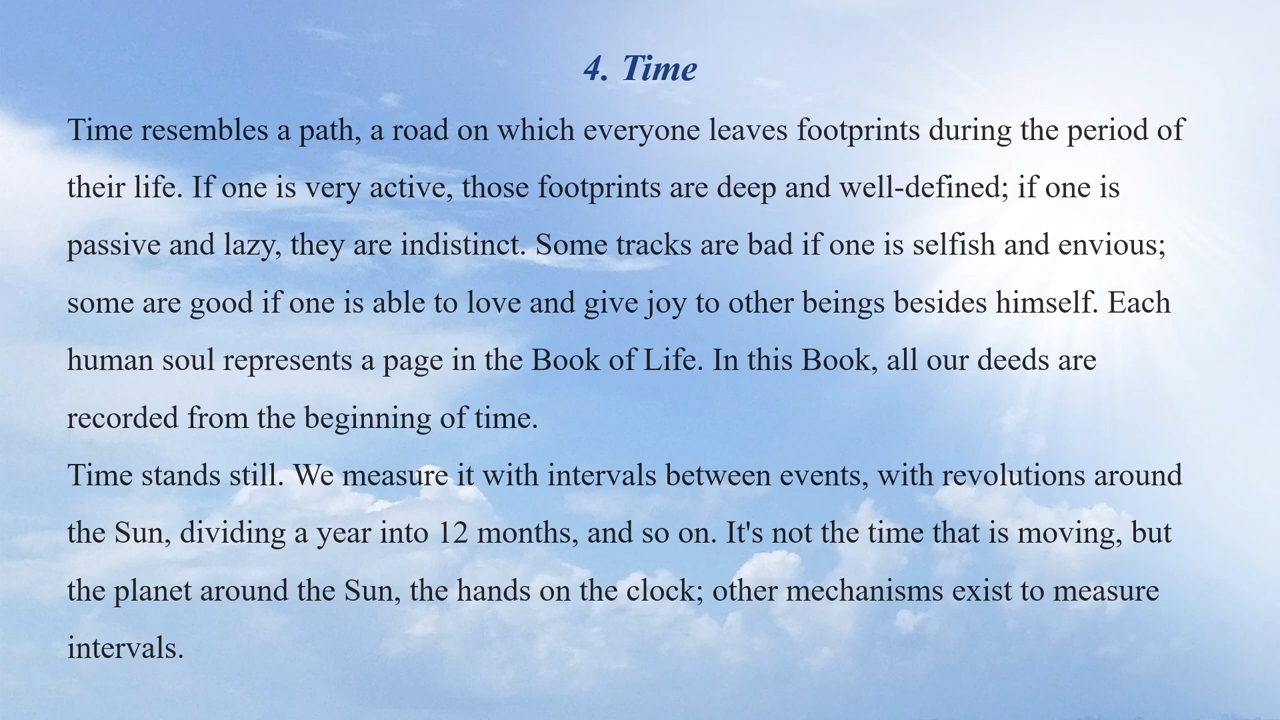 4. Time
Time resembles a path, a road on which everyone leaves footprints during the period of
their life. If one is very active, those footprints are deep and well-defined; if one is
passive and lazy, they are indistinct. Some tracks are bad if one is selfish and envious;
some are good if one is able to love and give joy to other beings besides himself. Each
human soul represents a page in the Book of Life. In this Book, all our deeds are
recorded from the beginning of time.
Time stands still. We measure it with intervals between events, with revolutions around
the Sun, dividing a year into 12 months, and so on. It's not the time that is moving, but
the planet around the Sun, the hands on the clock; other mechanisms exist to measure
intervals.